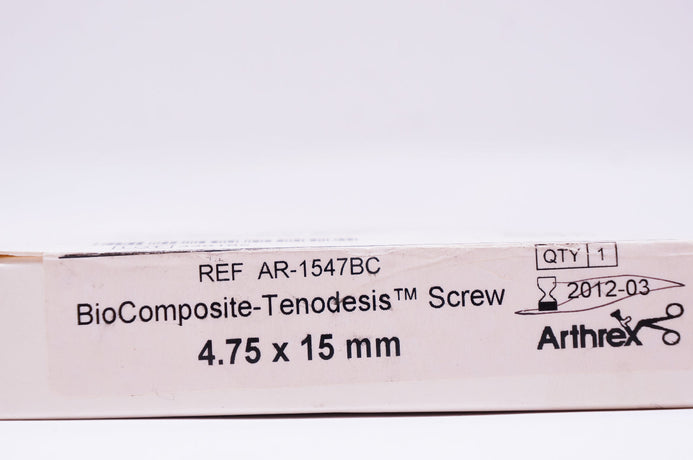 REF AR-1547BC
BioComposite-Tenodesis™ Screw
4.75 x 15 mm
QTY 1
2012-03
Arthrex